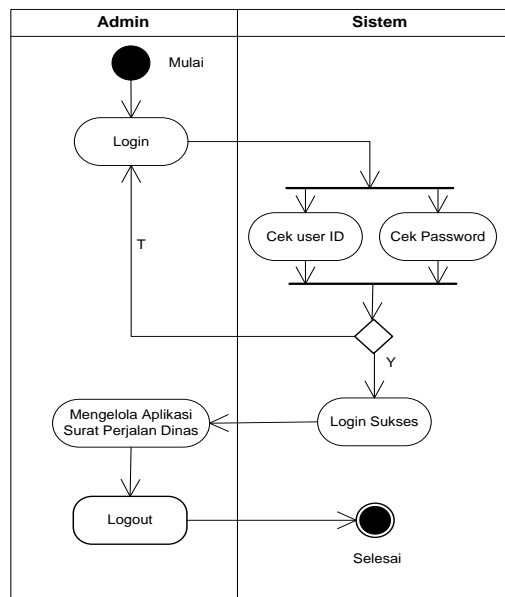 Admin
Sistem
Mulai
Login
Cek user ID
Cek Password
T
Y
Mengelola Aplikasi
Surat Perjalan Dinas
Login Sukses
Logout
Selesai